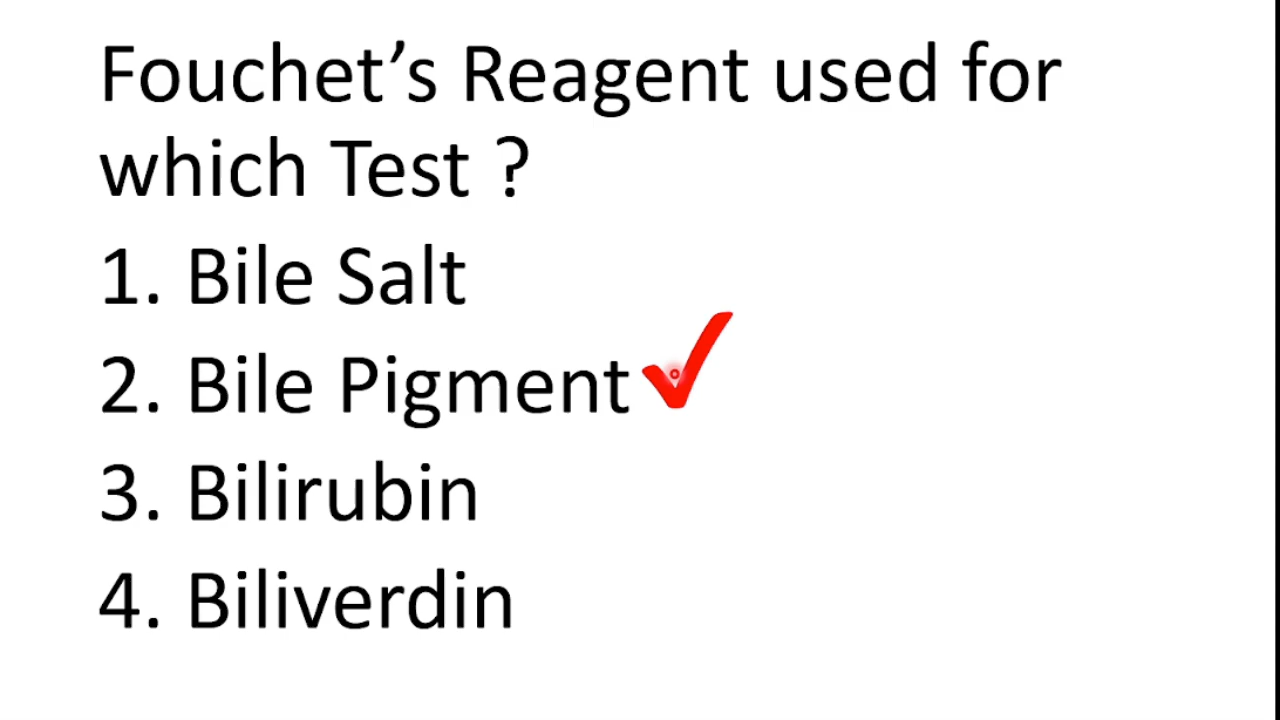 Fouchet’s Reagent used for
which Test ?
1. Bile Salt
2. Bile Pigment
3. Bilirubin
4. Biliverdin